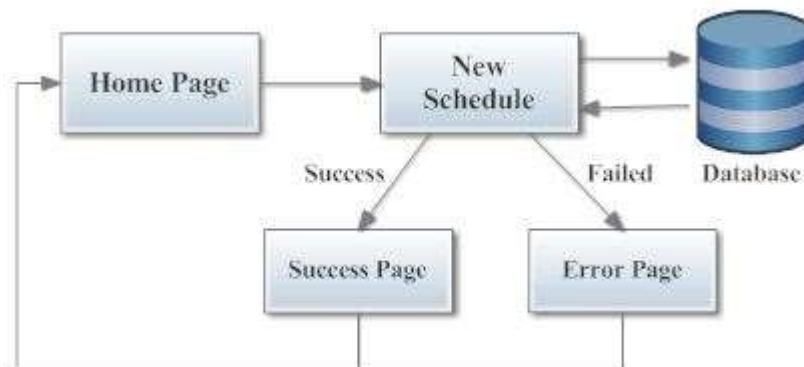 Home Page
New
Schedule
Success
Failed
Database
Success Page
Error Page